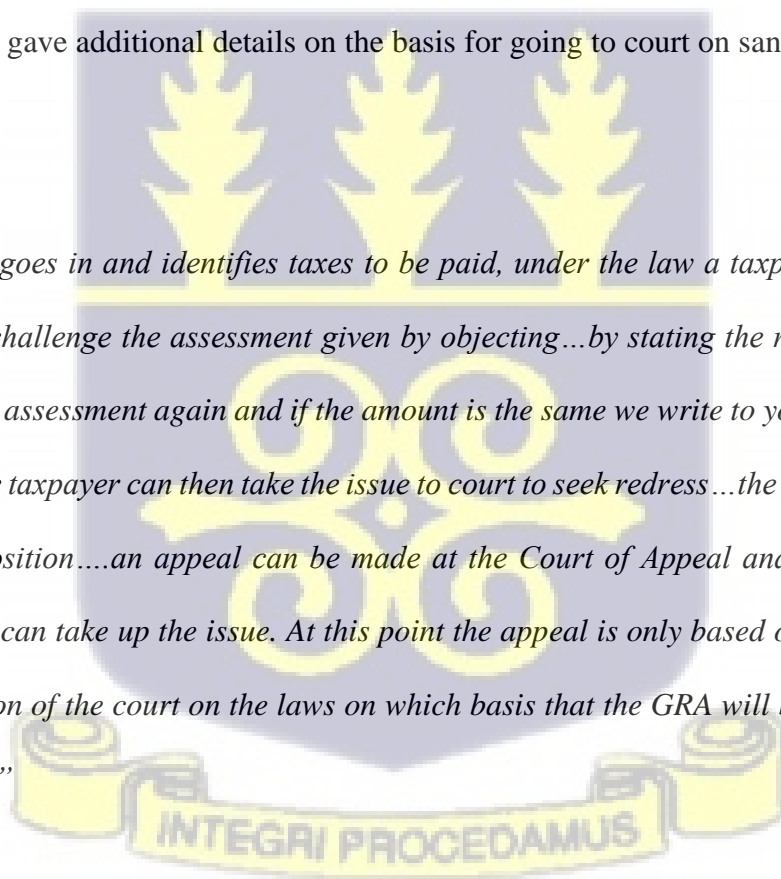 gave additional details on the basis for going to court on san
goes in and identifies taxes to be paid, under the law a taxp
challenge the assessment given by objecting…by stating the
assessment again and if the amount is the same we write to
taxpayer can then take the issue to court to seek redress…the
osition….an appeal can be made at the Court of Appeal and
can take up the issue. At this point the appeal is only based
on of the court on the laws on which basis that the GRA will
”
INTEGRI PROCEDAMUS